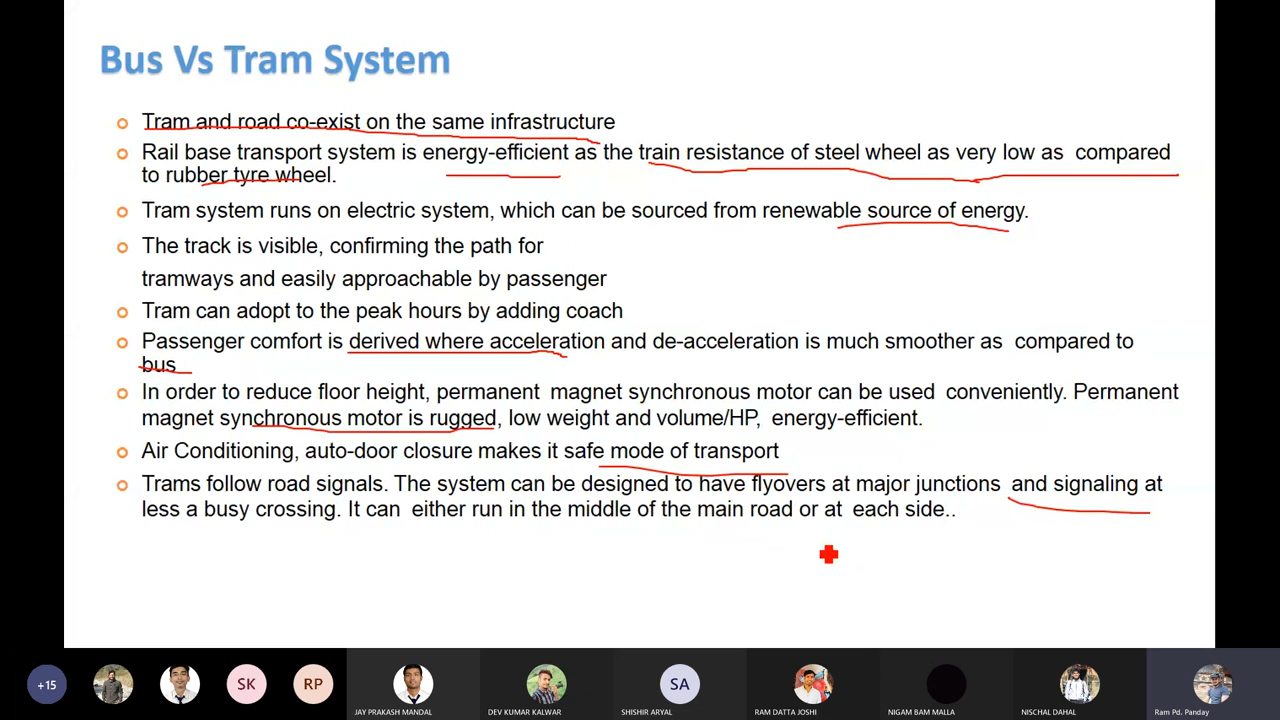 Bus Vs Tram System
Tram and road co-exist on the same infrastructure
Rail base transport system is energy-efficient as the train resistance of steel wheel as very low as compared
to rubber tyre wheel.
Tram system runs on electric system, which can be sourced from renewable source of energy.
The track is visible, confirming the path for
tramways and easily approachable by passenger
Tram can adopt to the peak hours by adding coach
Passenger comfort is derived where acceleration and de-acceleration is much smoother as compared to
bus
In order to reduce floor height, permanent magnet synchronous motor can be used conveniently. Permanent
magnet synchronous motor is rugged, low weight and volume/HP, energy-efficient.
Air Conditioning, auto-door closure makes it safe mode of transport
Trams follow road signals. The system can be designed to have flyovers at major junctions and signaling at
less a busy crossing. It can either run in the middle of the main road or at each side..
+15 SK RP SA
JAY PRAKASH MANDAL DEV KUMAR KALWAR SHISHIR ARYAL RAM DATTA JOSHI NIGAM BAM MALLA NISCHAL DAHAL Ram Pd. Panday